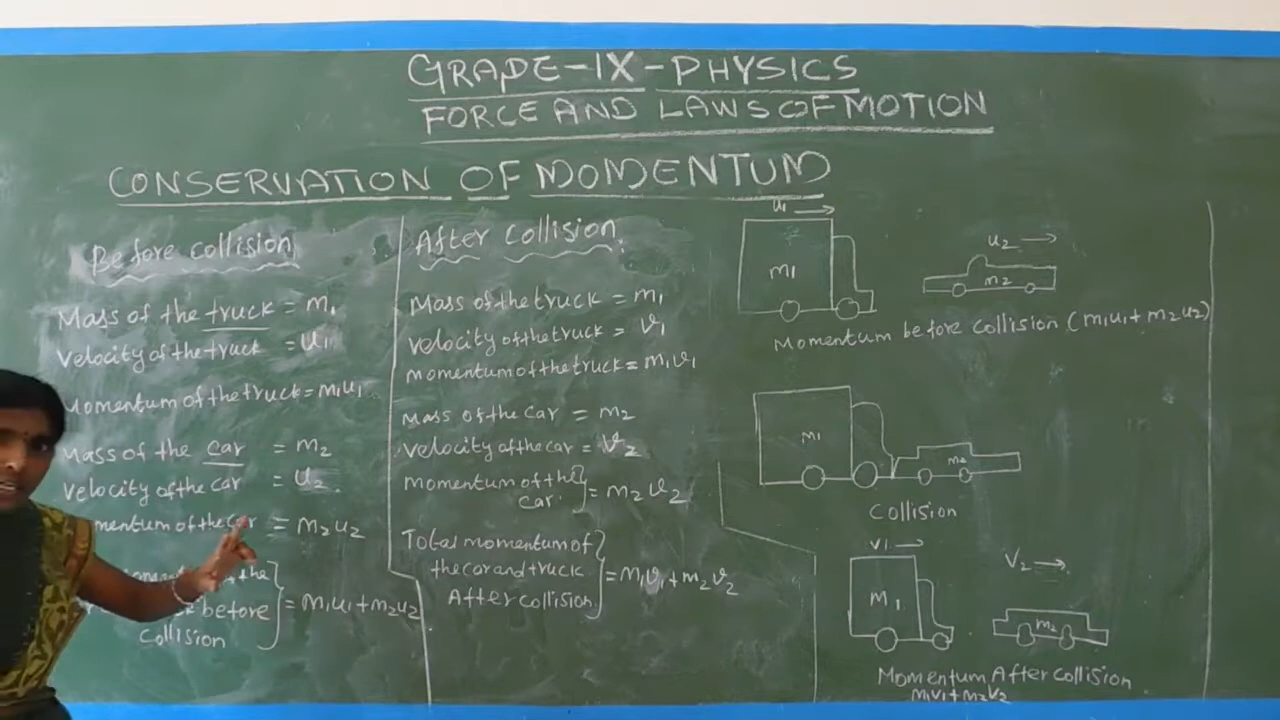 GRADE-IX-PHYSICS
FORCE AND LAWS OF MOTION
CONSERVATION OF MOMENTUM
Before collision
Mass of the truck = m1
Velocity of the truck = u1
Momentum of the truck = m1u1
Mass of the car = m2
Velocity of the car = u2
mentum of the car = m2u2
the
before = m1u1 + m2u2
Collision
After Collision
Mass of the truck = m1
velocity of the truck = v1
momentum of the truck = m1v1
Mass of the car = m2
velocity of the car = v2
momentum of the
car. = m2v2
Total momentum of
the car and truck = m1v1 + m2v2
After collision
u1
m1
u2
m2
Momentum before collision (m1u1 + m2u2)
m1
m2
Collision
v1
M1
V2
m2
Momentum After collision
m1v1 + m2v2